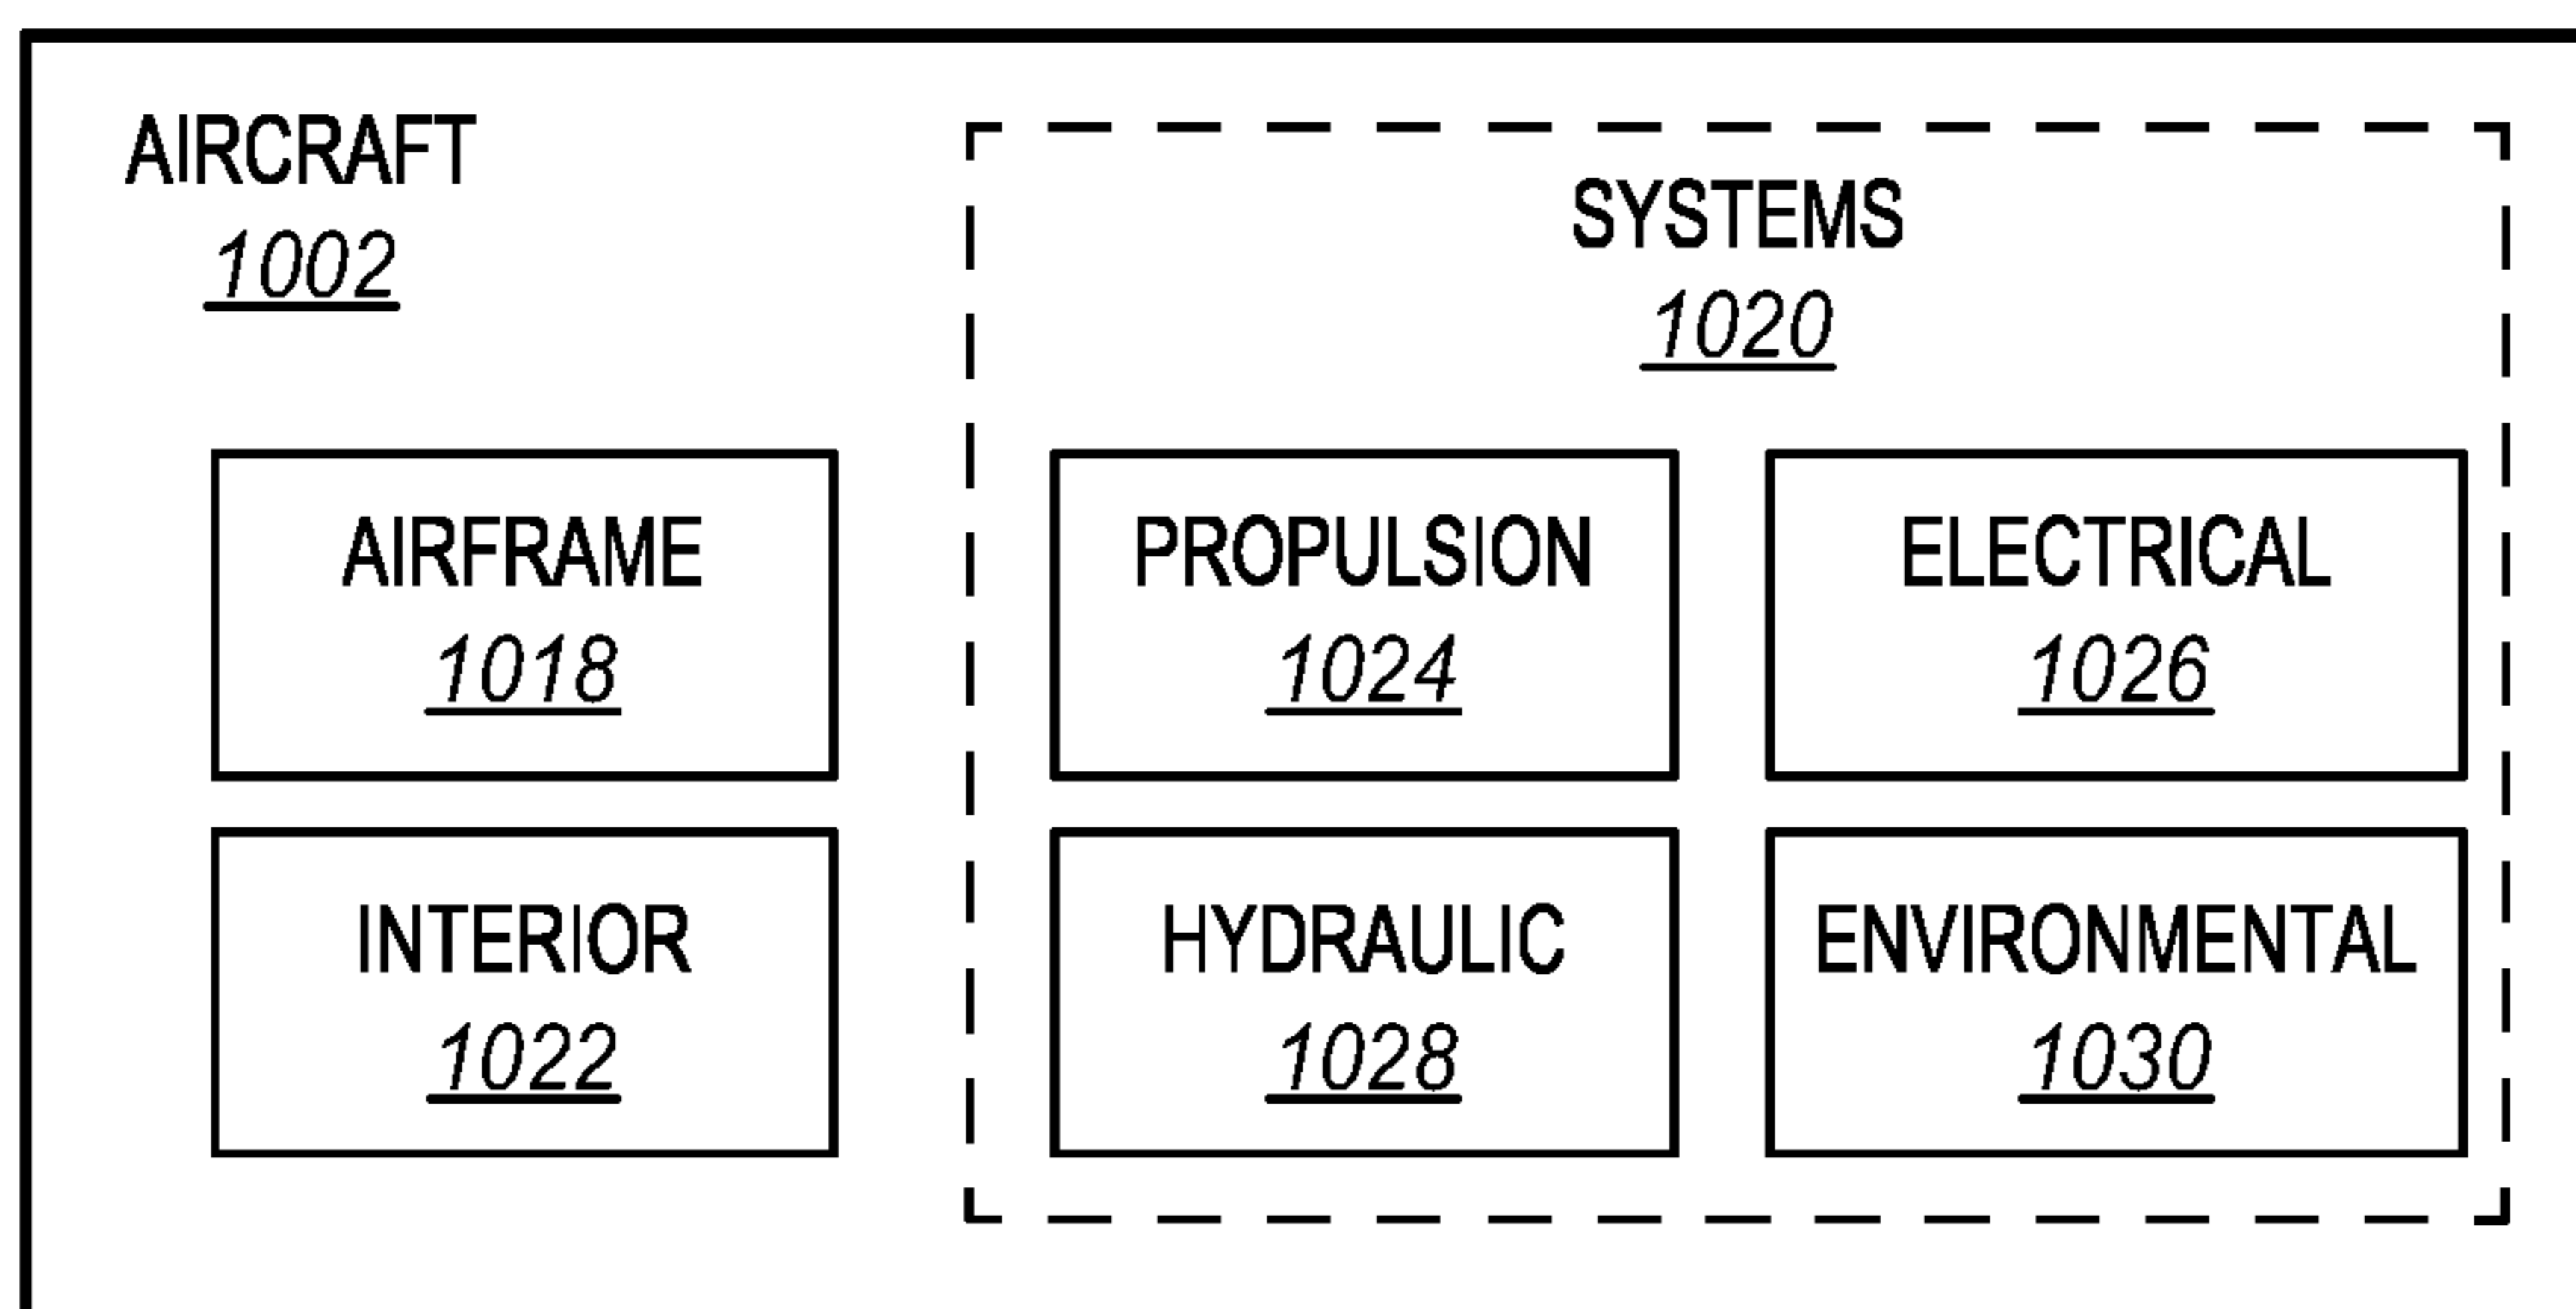 AIRCRAFT
1002
SYSTEMS
1020
AIRFRAME
1018
PROPULSION
1024
ELECTRICAL
1026
INTERIOR
1022
HYDRAULIC
1028
ENVIRONMENTAL
1030